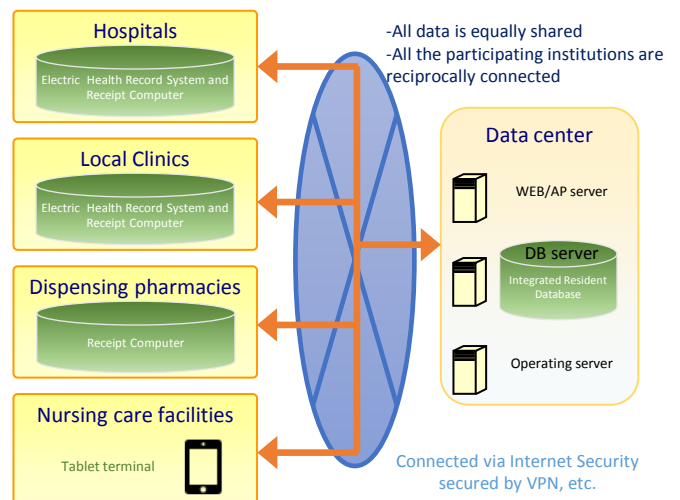 Hospitals
Electric Health Record System and
Receipt Computer
Local Clinics
Electric Health Record System and
Receipt Computer
Dispensing pharmacies
Receipt Computer
Nursing care facilities
Tablet terminal
-All data is equally shared
-All the participating institutions are
reciprocally connected
Data center
WEB/AP server
DB server
Integrated Resident
Database
Operating server
Connected via Internet Security
secured by VPN, etc.